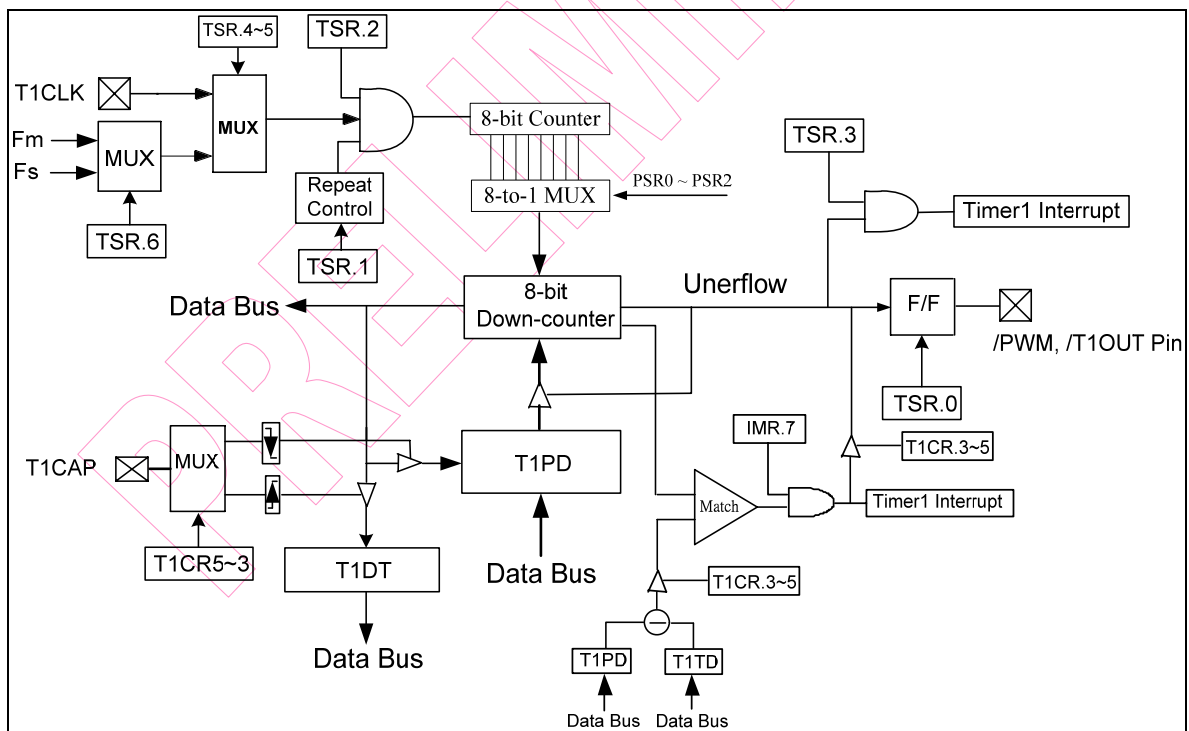 TSR.4~5
TSR.2
T1CLK
MUX
Fm
Fs
MUX
8-bit Counter
8-to-1 MUX
PSR0 ~ PSR2
Repeat
Control
TSR.6
TSR.1
TSR.3
Timer1 Interrupt
Data Bus
8-bit
Down-counter
Unerflow
F/F
/PWM, /T1OUT Pin
TSR.0
T1CAP
MUX
T1PD
IMR.7
T1CR.3~5
Match
Timer1 Interrupt
T1CR5~3
T1DT
Data Bus
T1CR.3~5
Data Bus
T1PD
T1TD
Data Bus
Data Bus
PRELIM